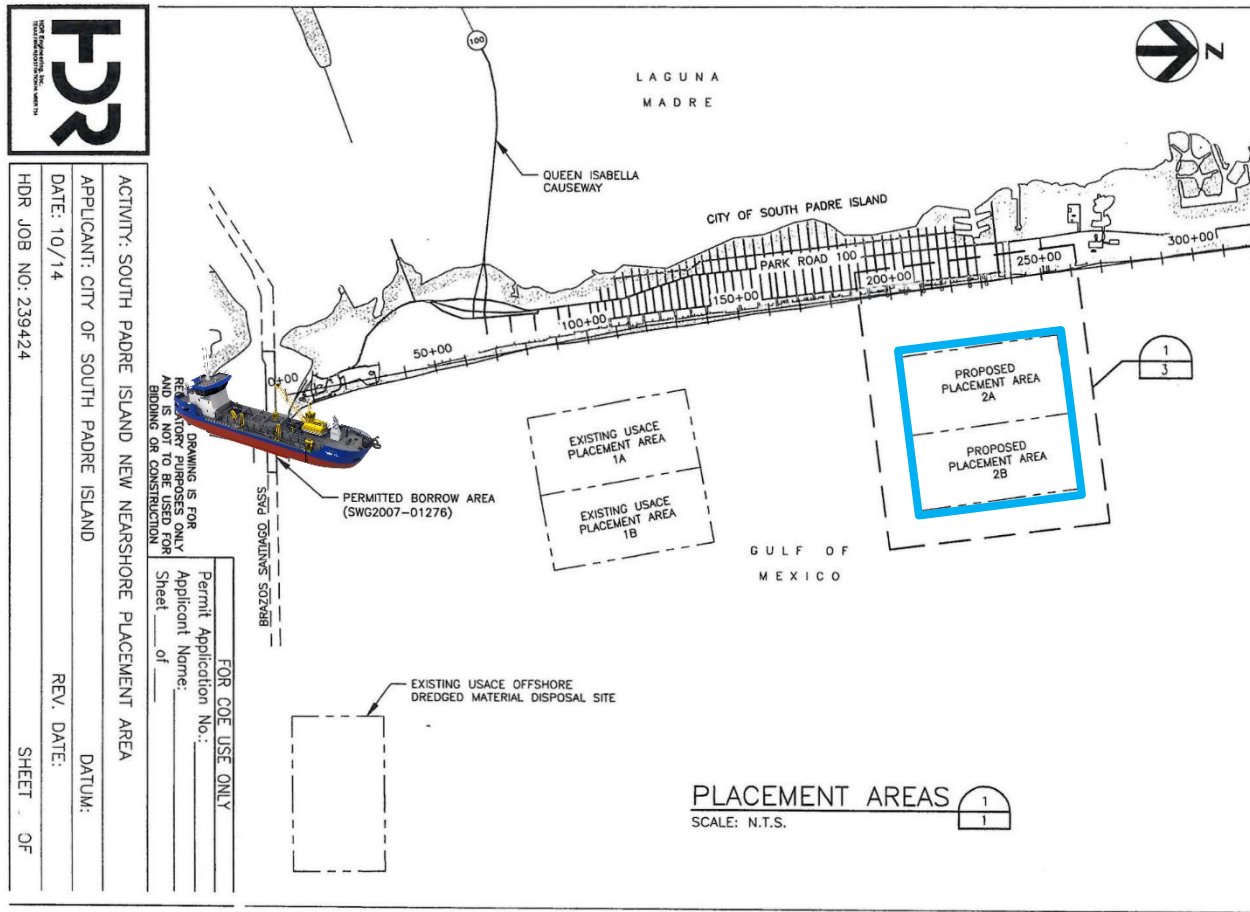 HDR
HDR Engineering, Inc.
N
LAGUNA
MADRE
100
QUEEN ISABELLA
CAUSEWAY
CITY OF SOUTH PADRE ISLAND
PARK ROAD 100
0+00
50+00
100+00
150+00
200+00
250+00
300+00
1
3
PROPOSED
PLACEMENT AREA
2A
PROPOSED
PLACEMENT AREA
2B
EXISTING USACE
PLACEMENT AREA
1A
EXISTING USACE
PLACEMENT AREA
1B
GULF OF
MEXICO
PERMITTED BORROW AREA
(SWG2007-01276)
BRAZOS SANTIAGO PASS
EXISTING USACE OFFSHORE
DREDGED MATERIAL DISPOSAL SITE
PLACEMENT AREAS
1
1
SCALE: N.T.S.
DRAWING IS FOR
PURPOSES ONLY
AND IS NOT TO BE USED FOR
BIDDING OR CONSTRUCTION
FOR COE USE ONLY
Permit Application No.:
Applicant Name:
Sheet of
ACTIVITY: SOUTH PADRE ISLAND NEW NEARSHORE PLACEMENT AREA
APPLICANT: CITY OF SOUTH PADRE ISLAND
DATUM:
DATE: 10/14
REV. DATE:
HDR JOB NO: 239424
SHEET OF